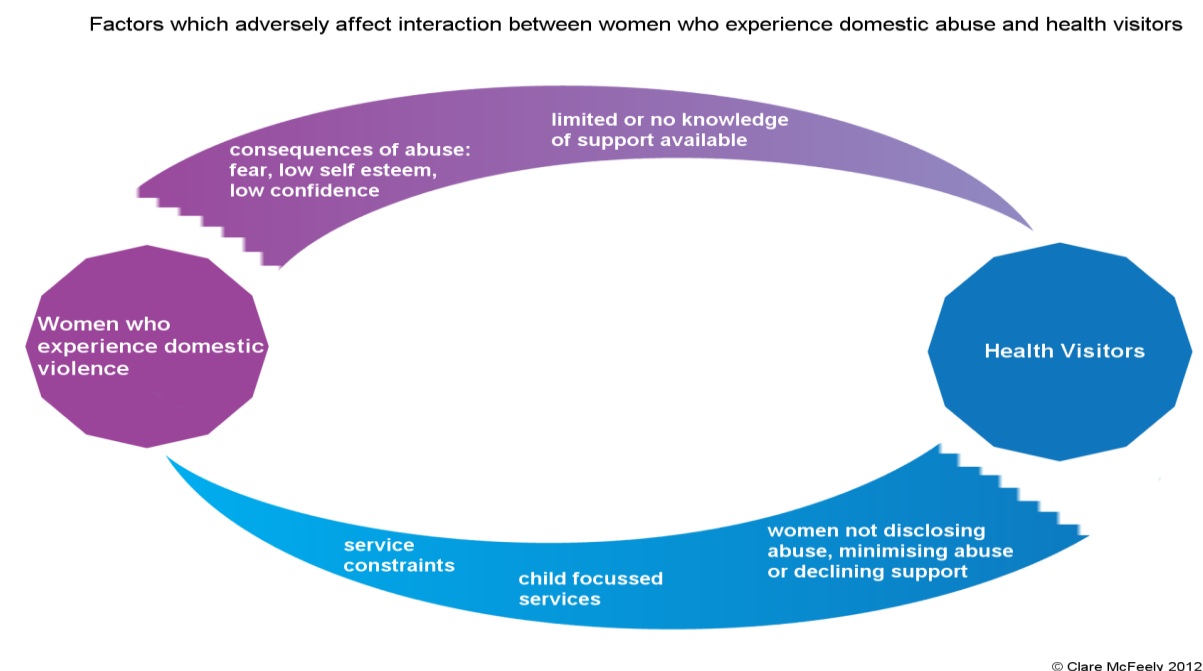 Factors which adversely affect interaction between women who experience domestic abuse and health visitors
limited or no knowledge
of support available
consequences of abuse:
fear, low self esteem,
low confidence
Women who
experience domestic
violence
Health Visitors
women not disclosing
abuse, minimising abuse
or declining support
service
constraints
child focussed
services
© Clare McFeely 2012